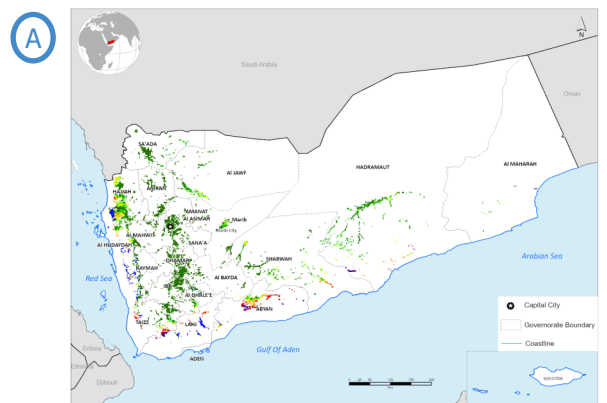 A
N
Saudi Arabia
Oman
SA'ADA
Al JAWF
HADRAMAUT
Al MAHARAH
HAJJAH
AMRAN
AMANAT
Al ASIMAH
Marib
Marib City
Al MAHWIT
Al HUDAYDAH
SANA'A
Arabian Sea
RAYMAH
DHAMAR
SHABWAH
Red Sea
Al BAYDA
Al DHALE'E
ABYAN
TAIZZ
LAHJ
ADEN
Gulf Of Aden
Eritrea
Djibouti
SOCOTRA
Capital City
Governorate Boundary
Coastline